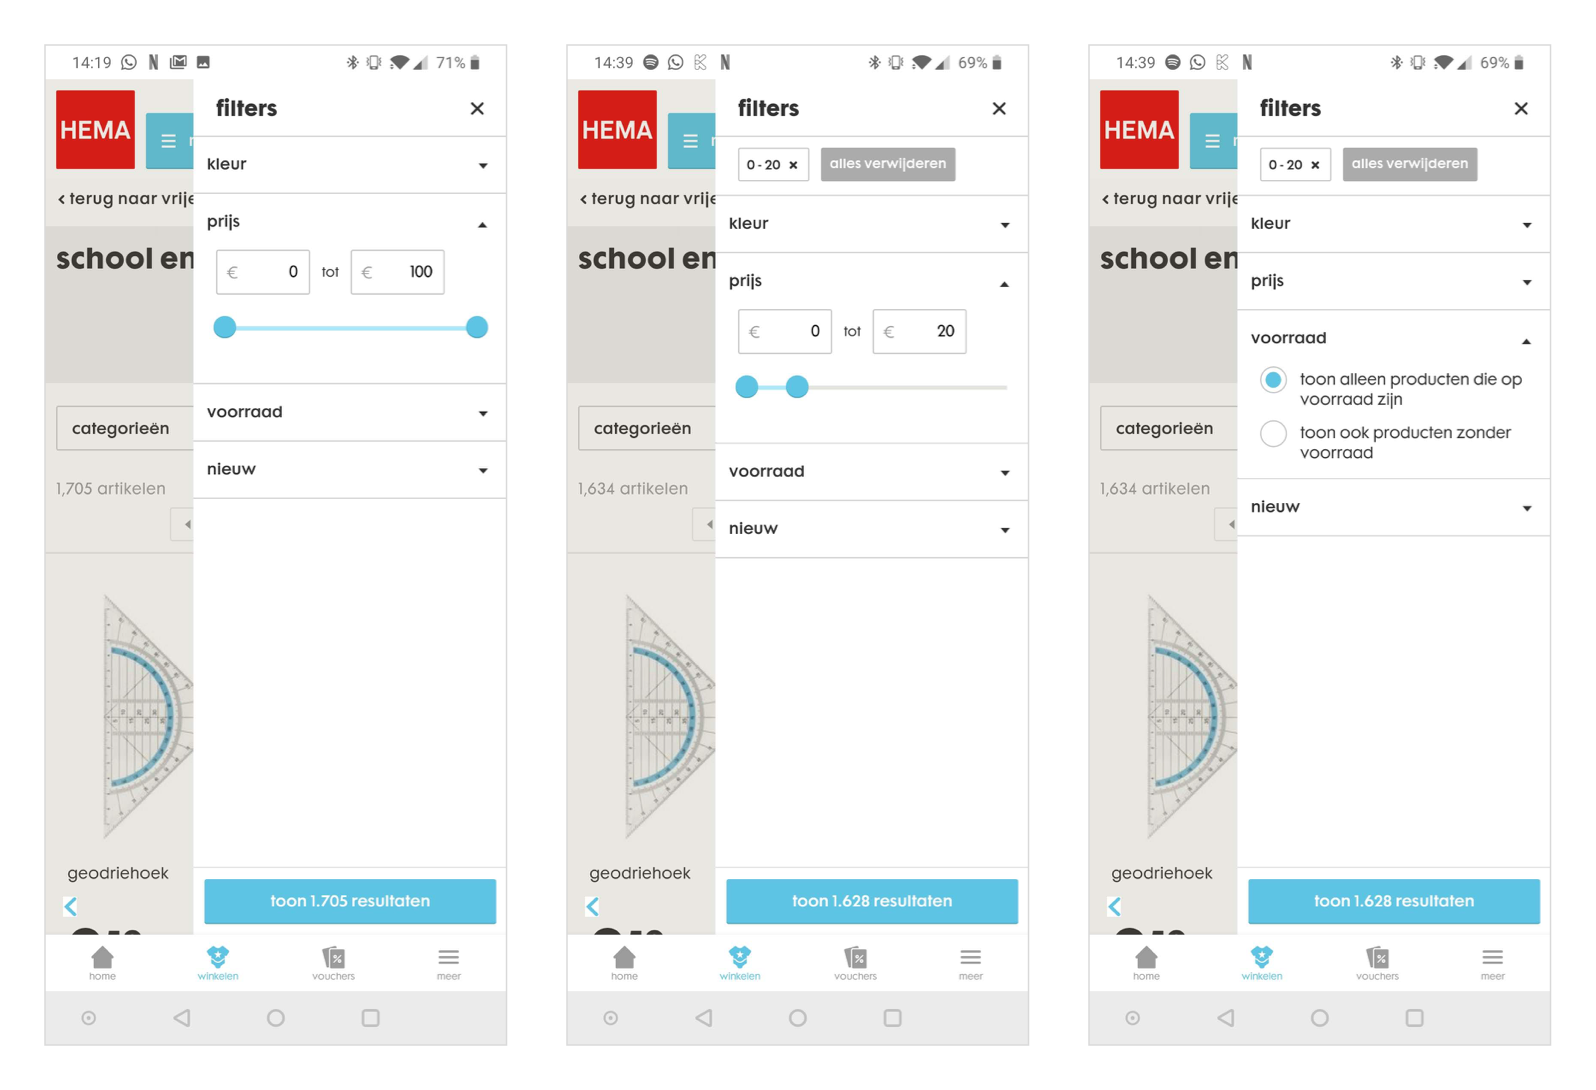 14:19
71%
HEMA
filters
kleur
terug naar vrije
prijs
school en
€ 0 tot € 100
voorraad
categorieën
nieuw
1,705 artikelen
geodriehoek
toon 1.705 resultaten
home
winkelen
vouchers
meer
14:39
69%
HEMA
filters
0 - 20 × alles verwijderen
terug naar vrije
kleur
school en
prijs
€ 0 tot € 20
categorieën
voorraad
1,634 artikelen
nieuw
geodriehoek
toon 1.628 resultaten
home
winkelen
vouchers
meer
14:39
69%
HEMA
filters
0 - 20 × alles verwijderen
terug naar vrije
kleur
school en
prijs
voorraad
toon alleen producten die op
voorraad zijn
categorieën
toon ook producten zonder
voorraad
1,634 artikelen
nieuw
geodriehoek
toon 1.628 resultaten
home
winkelen
vouchers
meer